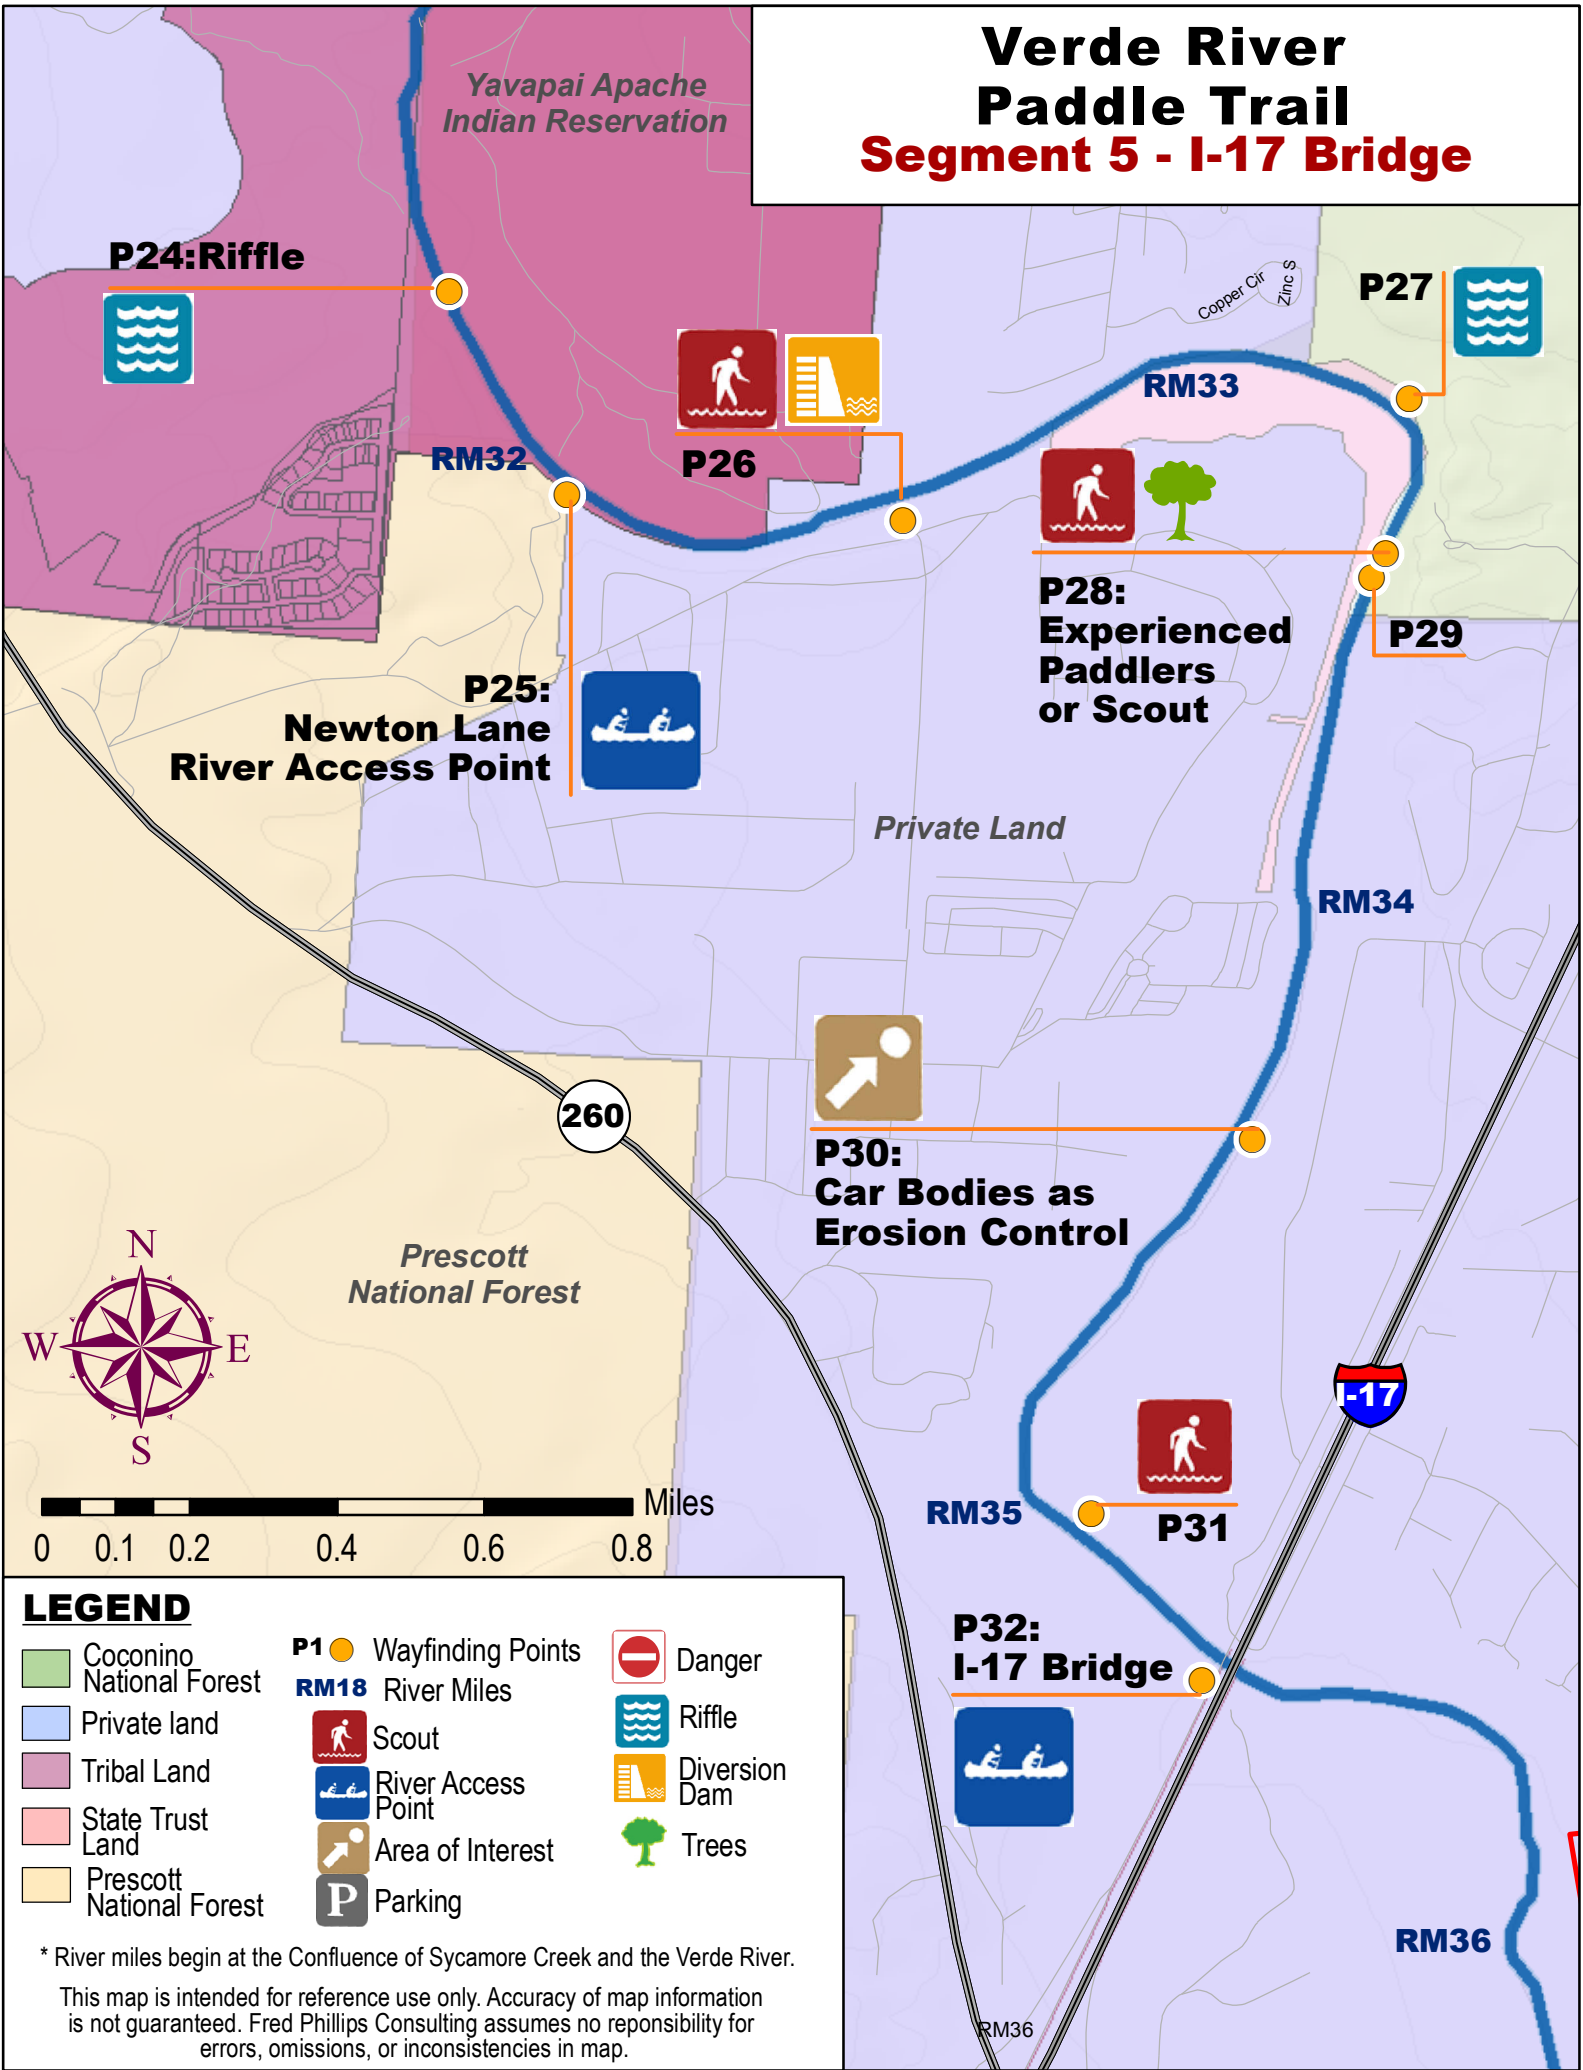 Verde River
Paddle Trail
Segment 5 - I-17 Bridge
Yavapai Apache
Indian Reservation
P24:Riffle
Copper Cir
Zinc S
P27
RM33
RM32
P26
P28:
Experienced
Paddlers
or Scout
P29
P25:
Newton Lane
River Access Point
Private Land
RM34
260
P30:
Car Bodies as
Erosion Control
Prescott
National Forest
N
W
E
S
I-17
Miles
0 0.1 0.2 0.4 0.6 0.8
RM35
P31
P32:
I-17 Bridge
RM36
RM36
LEGEND
Coconino
National Forest
Private land
Tribal Land
State Trust
Land
Prescott
National Forest
P1 Wayfinding Points
RM18 River Miles
Scout
River Access
Point
Area of Interest
P Parking
Danger
Riffle
Diversion
Dam
Trees
* River miles begin at the Confluence of Sycamore Creek and the Verde River.
This map is intended for reference use only. Accuracy of map information
is not guaranteed. Fred Phillips Consulting assumes no reponsibility for
errors, omissions, or inconsistencies in map.